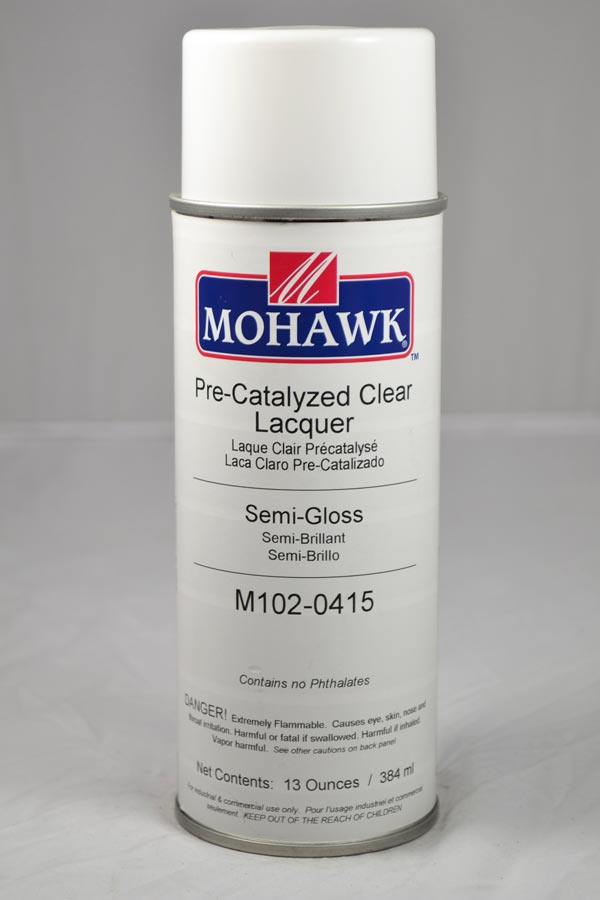 M
MOHAWK®
™
Pre-Catalyzed Clear
Lacquer
Laque Clair Précatalysé
Laca Claro Pre-Catalizado
Semi-Gloss
Semi-Brillant
Semi-Brillo
M102-0415
Contains no Phthalates
DANGER! Extremely Flammable. Causes eye, skin, nose and
throat irritation. Harmful or fatal if swallowed. Harmful if inhaled.
Vapor harmful. See other cautions on back panel
Net Contents: 13 Ounces / 384 ml
For industrial & commercial use only. Pour l'usage industriel et commercial
seulement. KEEP OUT OF THE REACH OF CHILDREN.